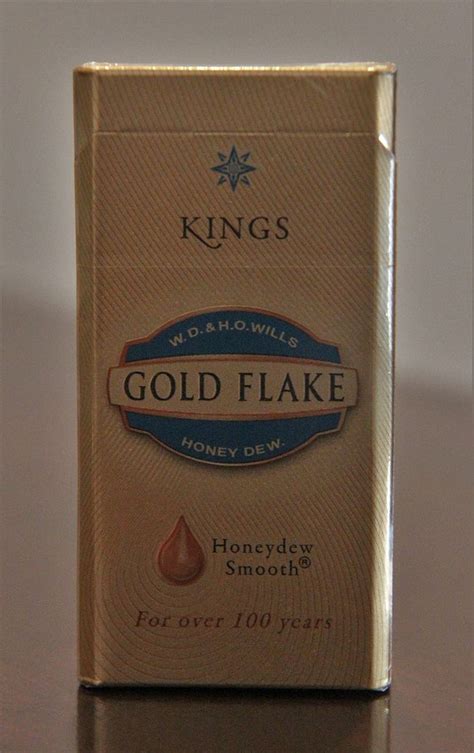 KINGS
W.D.&H.O.WILLS
GOLD FLAKE
HONEY DEW.
Honeydew
Smooth®
For over 100 years